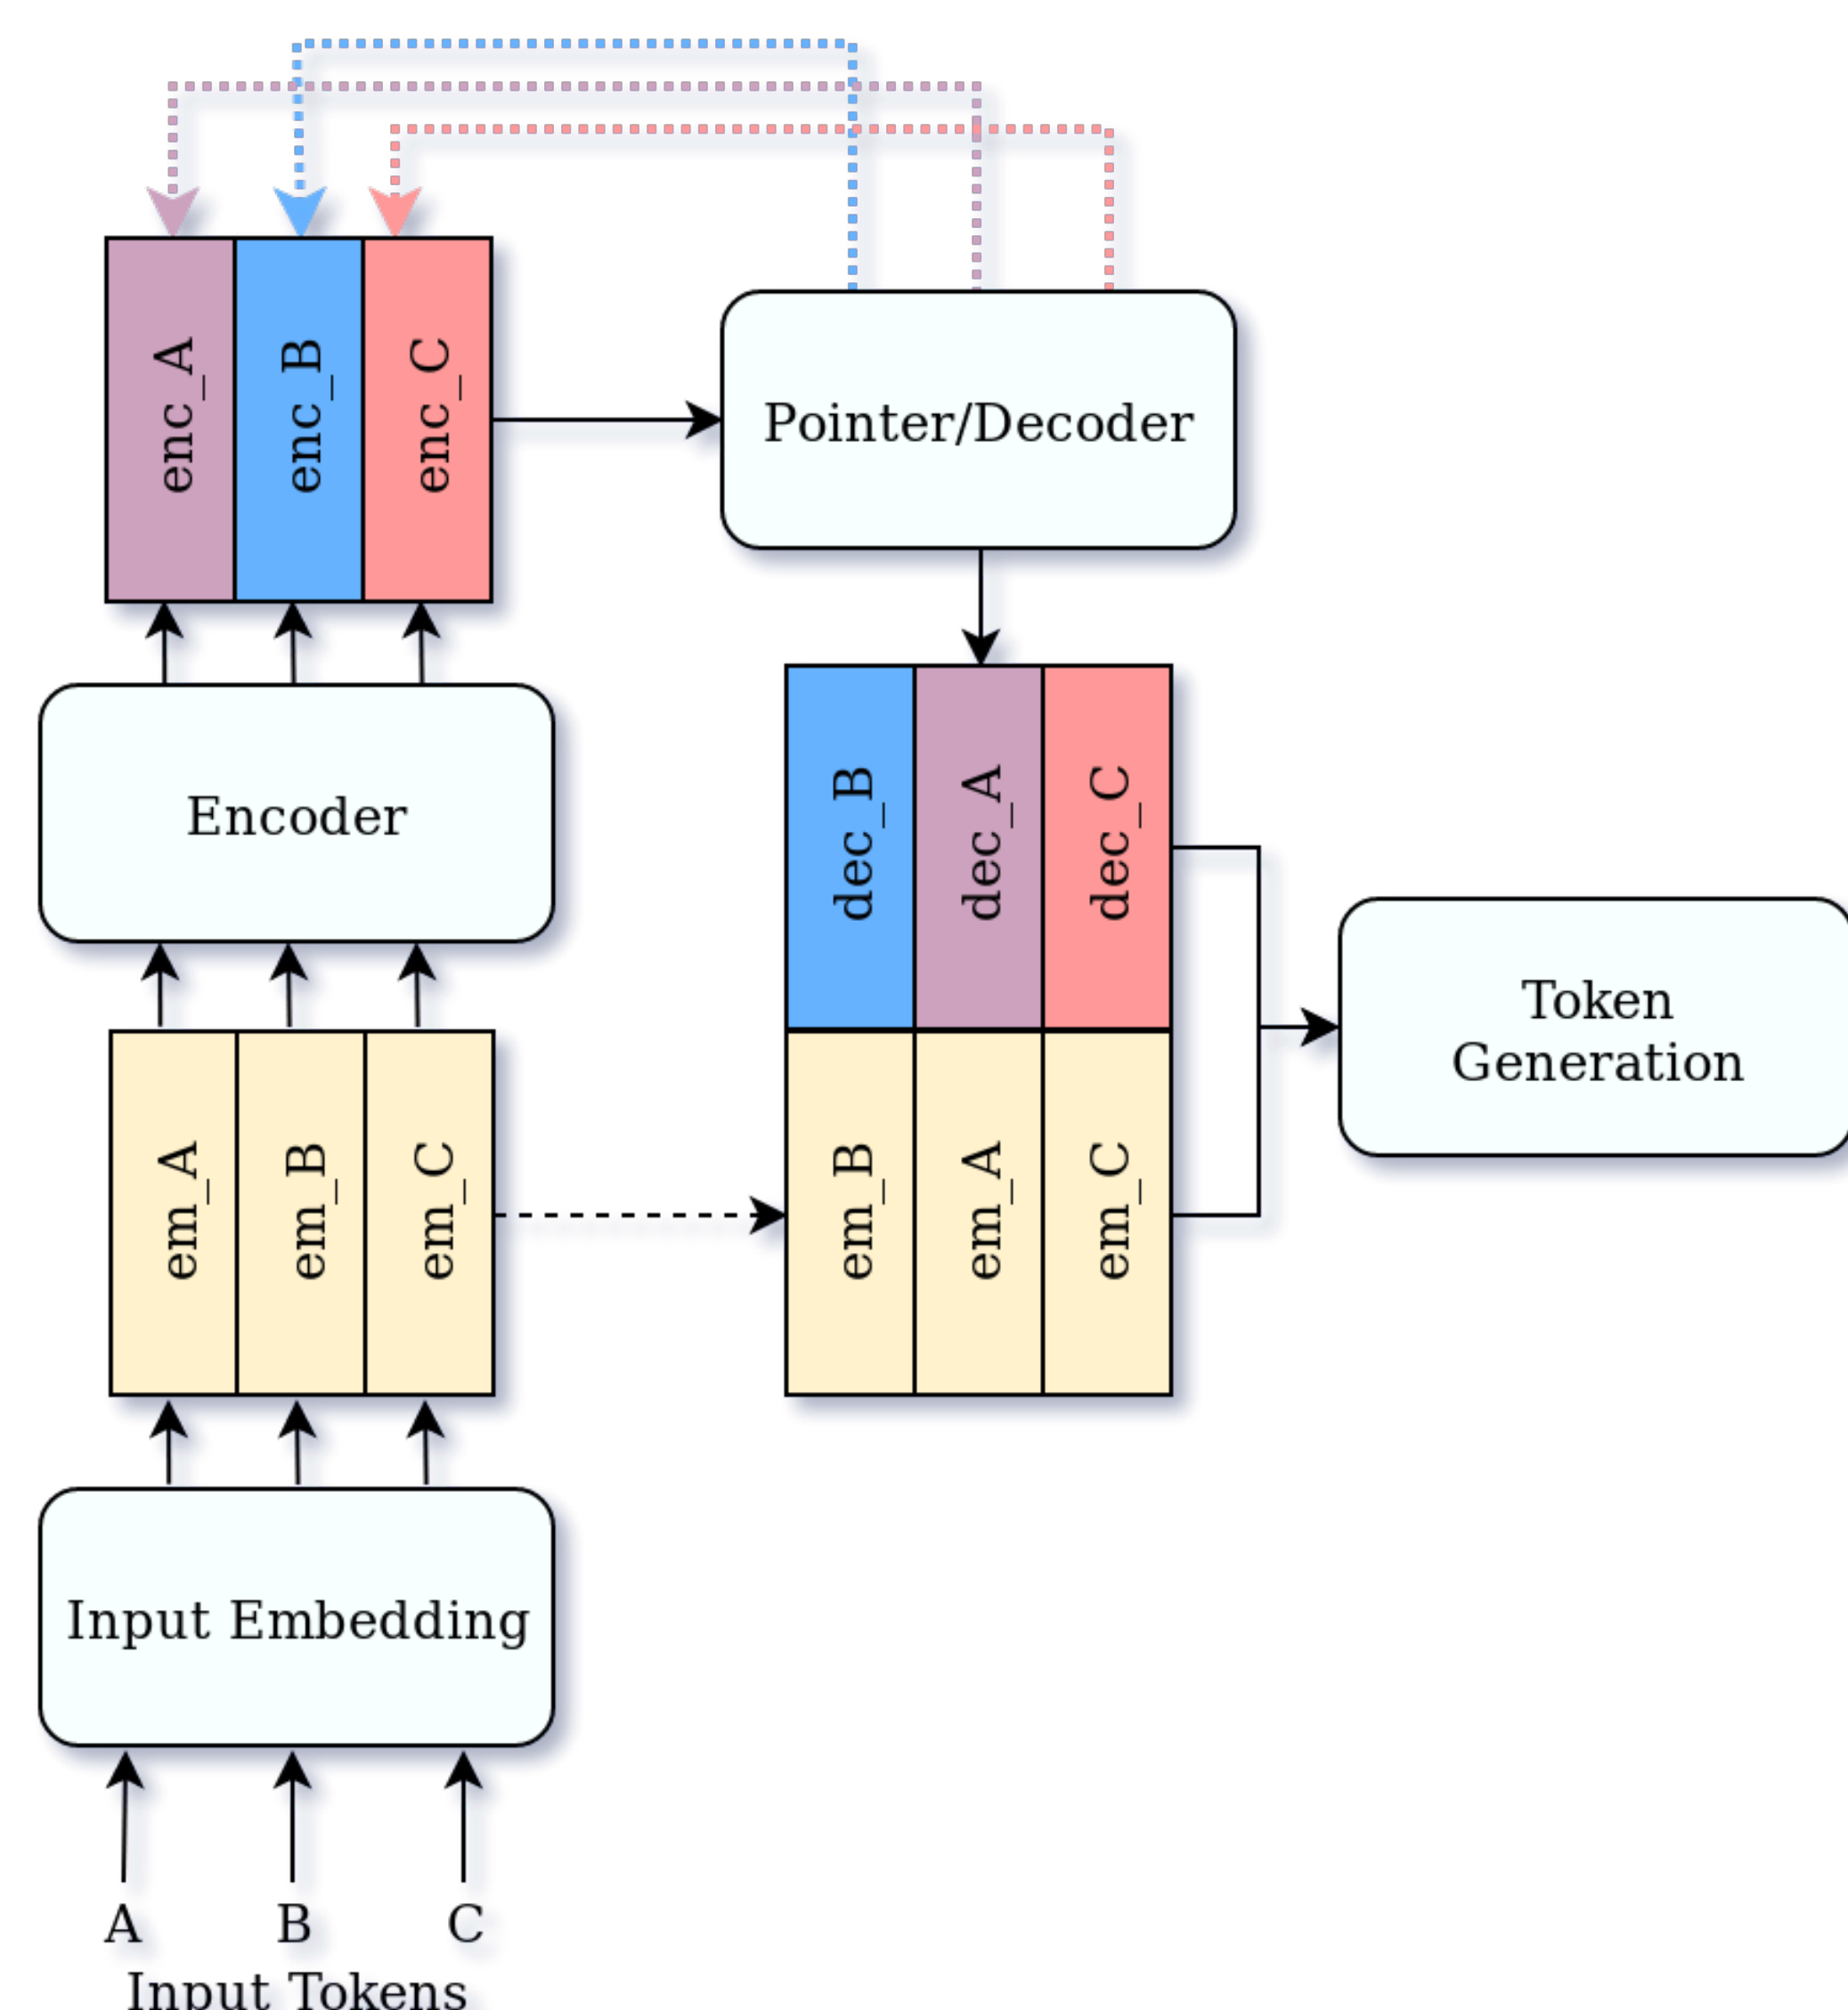 enc_A
enc_B
enc_C
Pointer/Decoder
Encoder
dec_B
dec_A
dec_C
Token
Generation
em_A
em_B
em_C
em_B
em_A
em_C
Input Embedding
A B C
Input Tokens